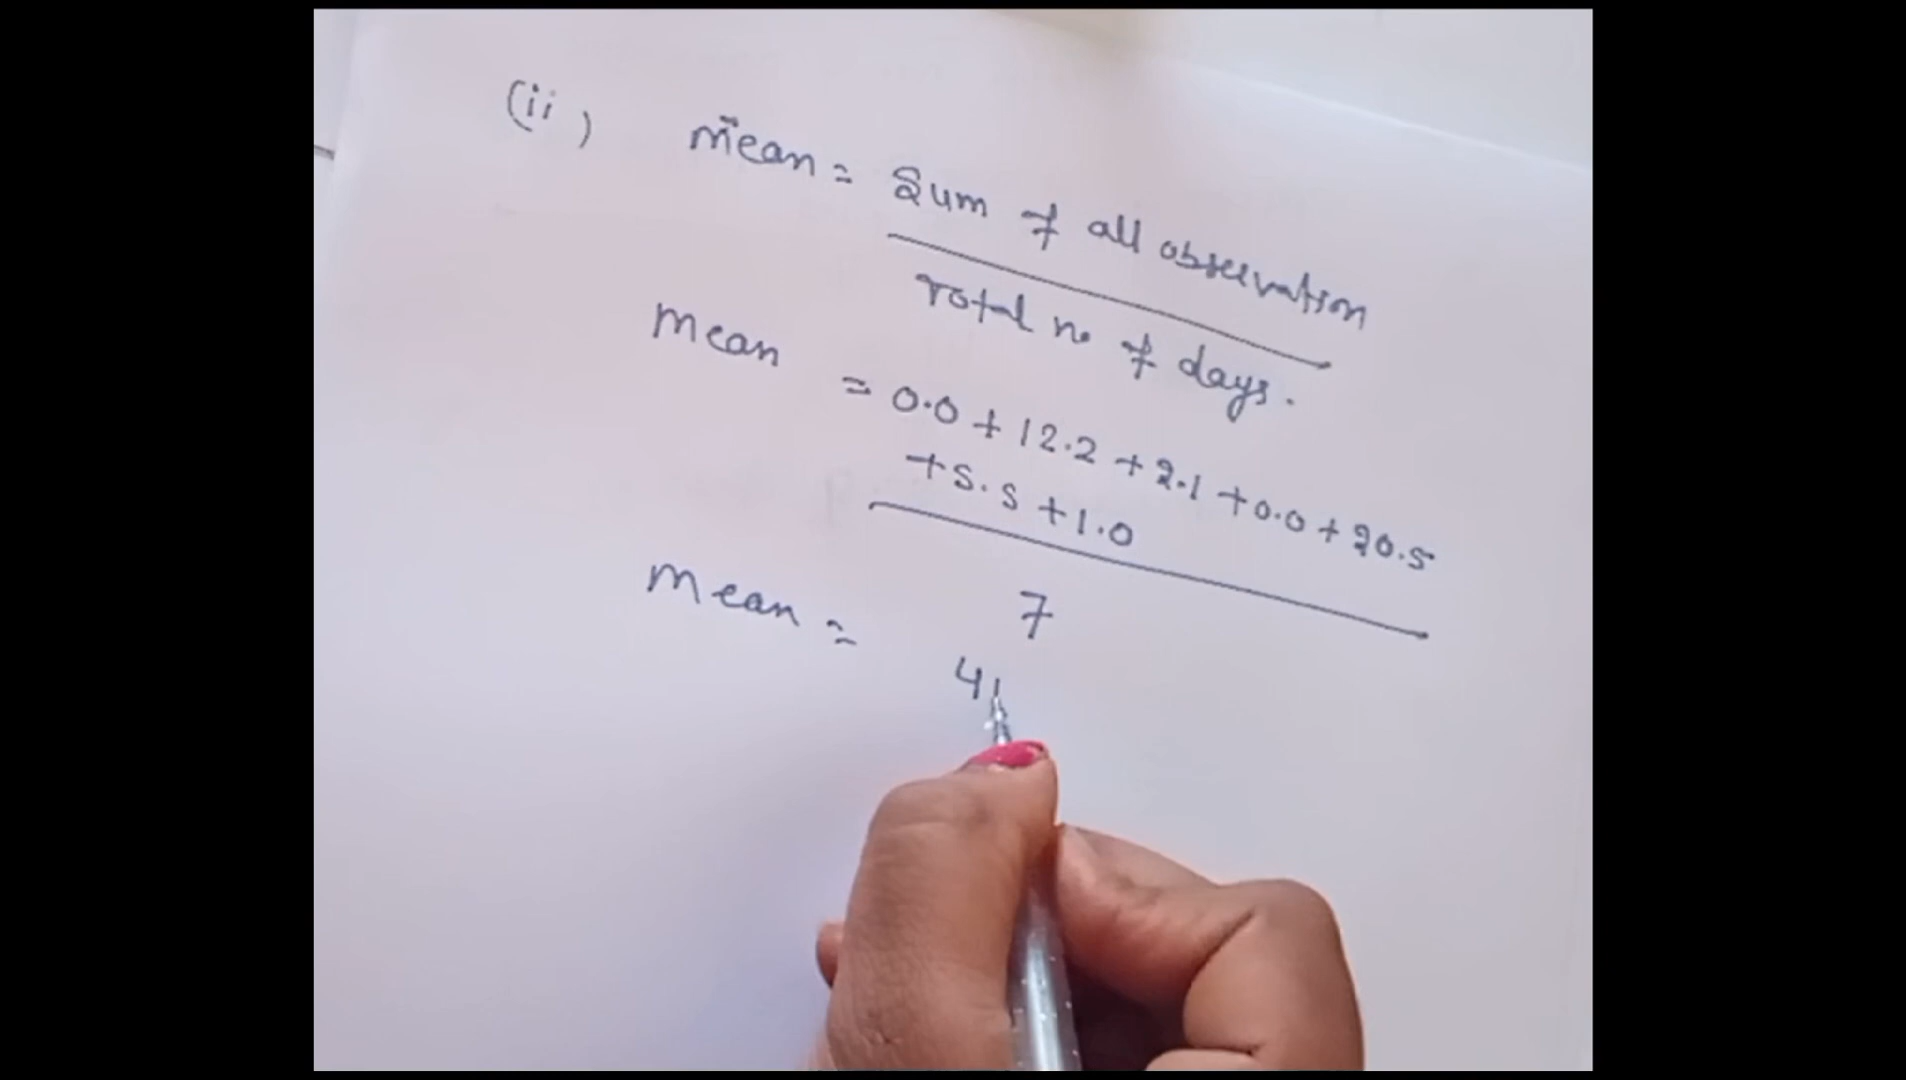 (ii) Mean = Sum of all observation
Total no of days.
Mean = 0.0 + 12.2 + 2.1 + 0.0 + 20.5
+ 5.5 + 1.0
7
Mean = 41